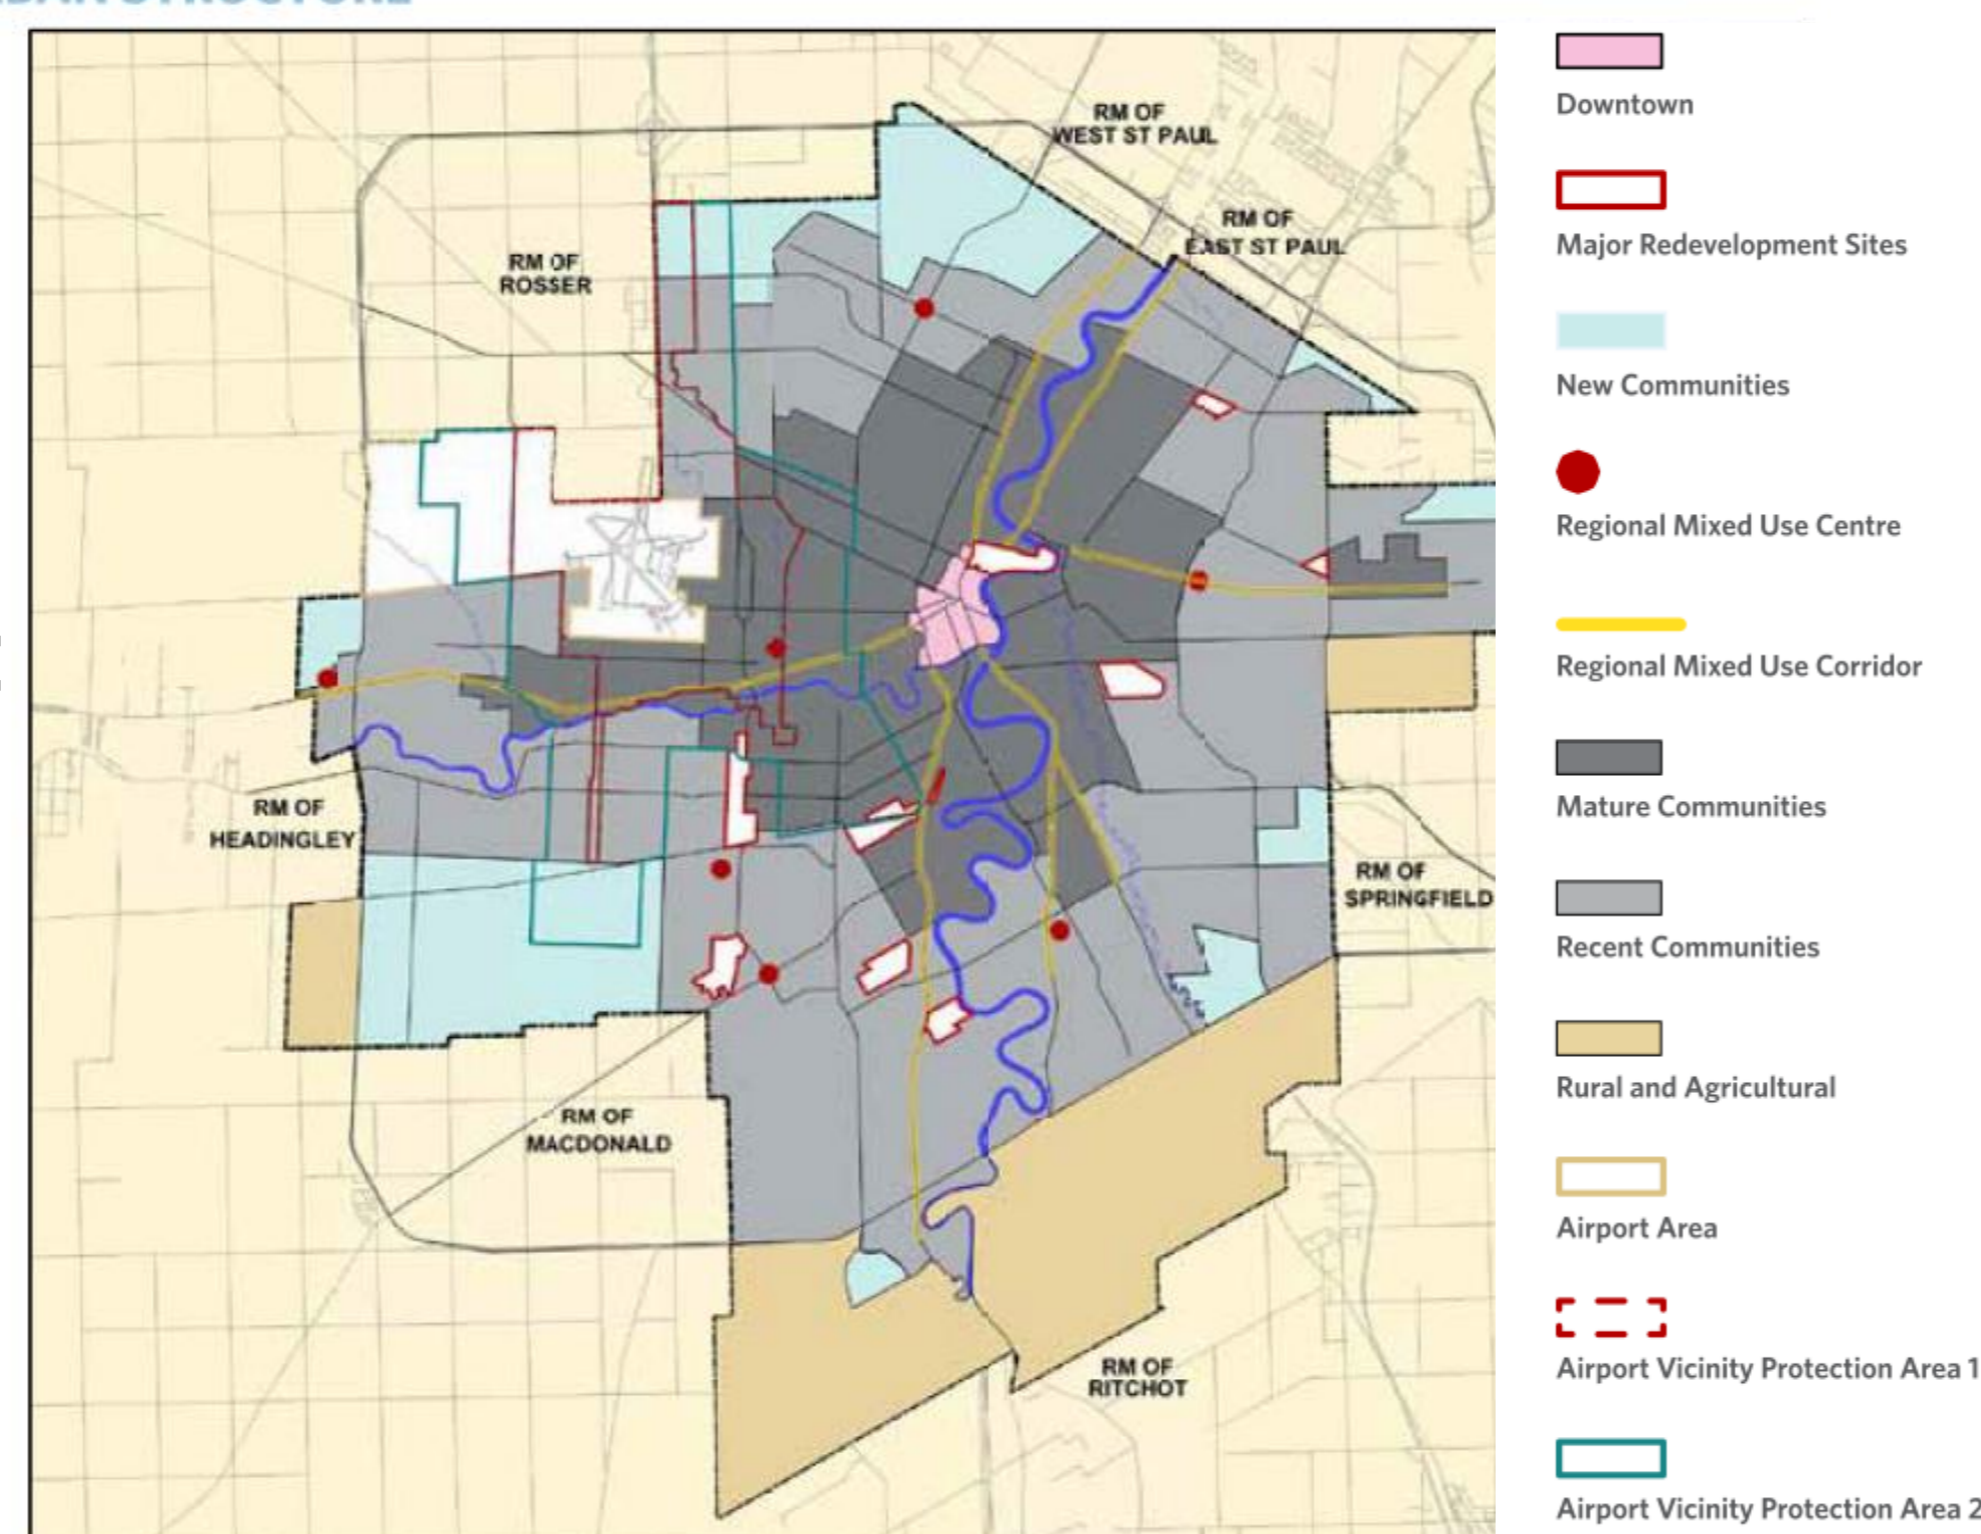 RM OF
WEST ST PAUL
RM OF
EAST ST PAUL
RM OF
ROSSER
RM OF
HEADINGLEY
RM OF
SPRINGFIELD
RM OF
MACDONALD
RM OF
RITCHOT
Downtown
Major Redevelopment Sites
New Communities
Regional Mixed Use Centre
Regional Mixed Use Corridor
Mature Communities
Recent Communities
Rural and Agricultural
Airport Area
Airport Vicinity Protection Area 1
Airport Vicinity Protection Area 2